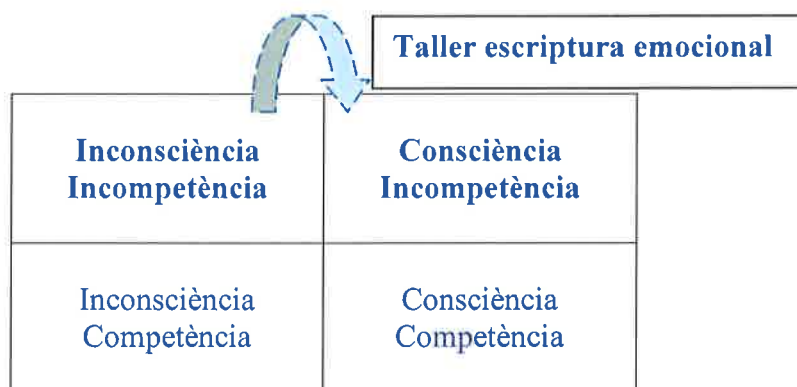 Taller escriptura emocional
Inconsciència
Incompetència
Consciència
Incompetència
Inconsciència
Competència
Consciència
Competència